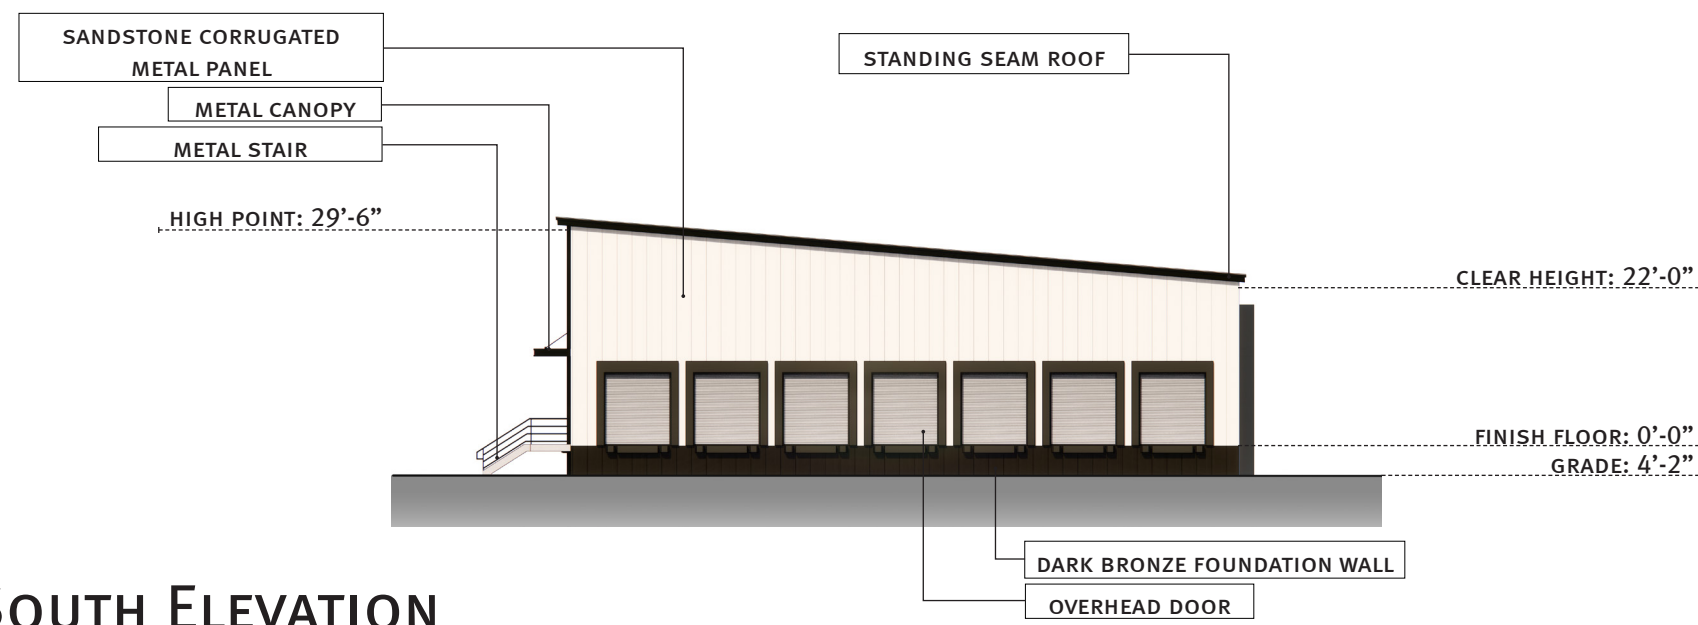 SANDSTONE CORRUGATED
METAL PANEL
STANDING SEAM ROOF
METAL CANOPY
METAL STAIR
HIGH POINT: 29’-6”
CLEAR HEIGHT: 22’-0”
FINISH FLOOR: 0’-0”
GRADE: 4’-2”
DARK BRONZE FOUNDATION WALL
OVERHEAD DOOR
SOUTH ELEVATION